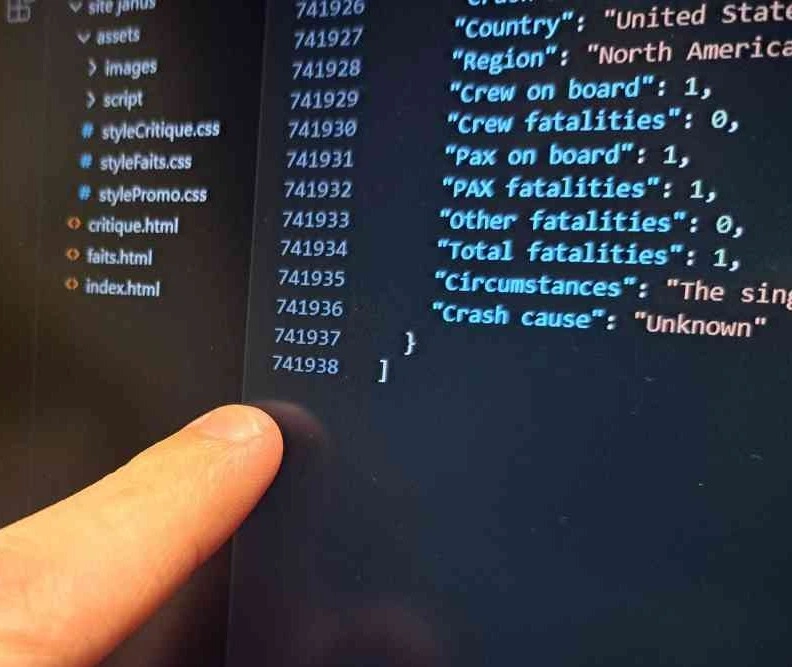 site janus
assets
images
script
# styleCritique.css
# styleFaits.css
# stylePromo.css
<> critique.html
<> faits.html
<> index.html
741926
741927 "Country": "United State
741928 "Region": "North America
741929 "Crew on board": 1,
741930 "Crew fatalities": 0,
741931 "Pax on board": 1,
741932 "PAX fatalities": 1,
741933 "Other fatalities": 0,
741934 "Total fatalities": 1,
741935 "Circumstances": "The sing
741936 "Crash cause": "Unknown"
741937 }
741938 ]